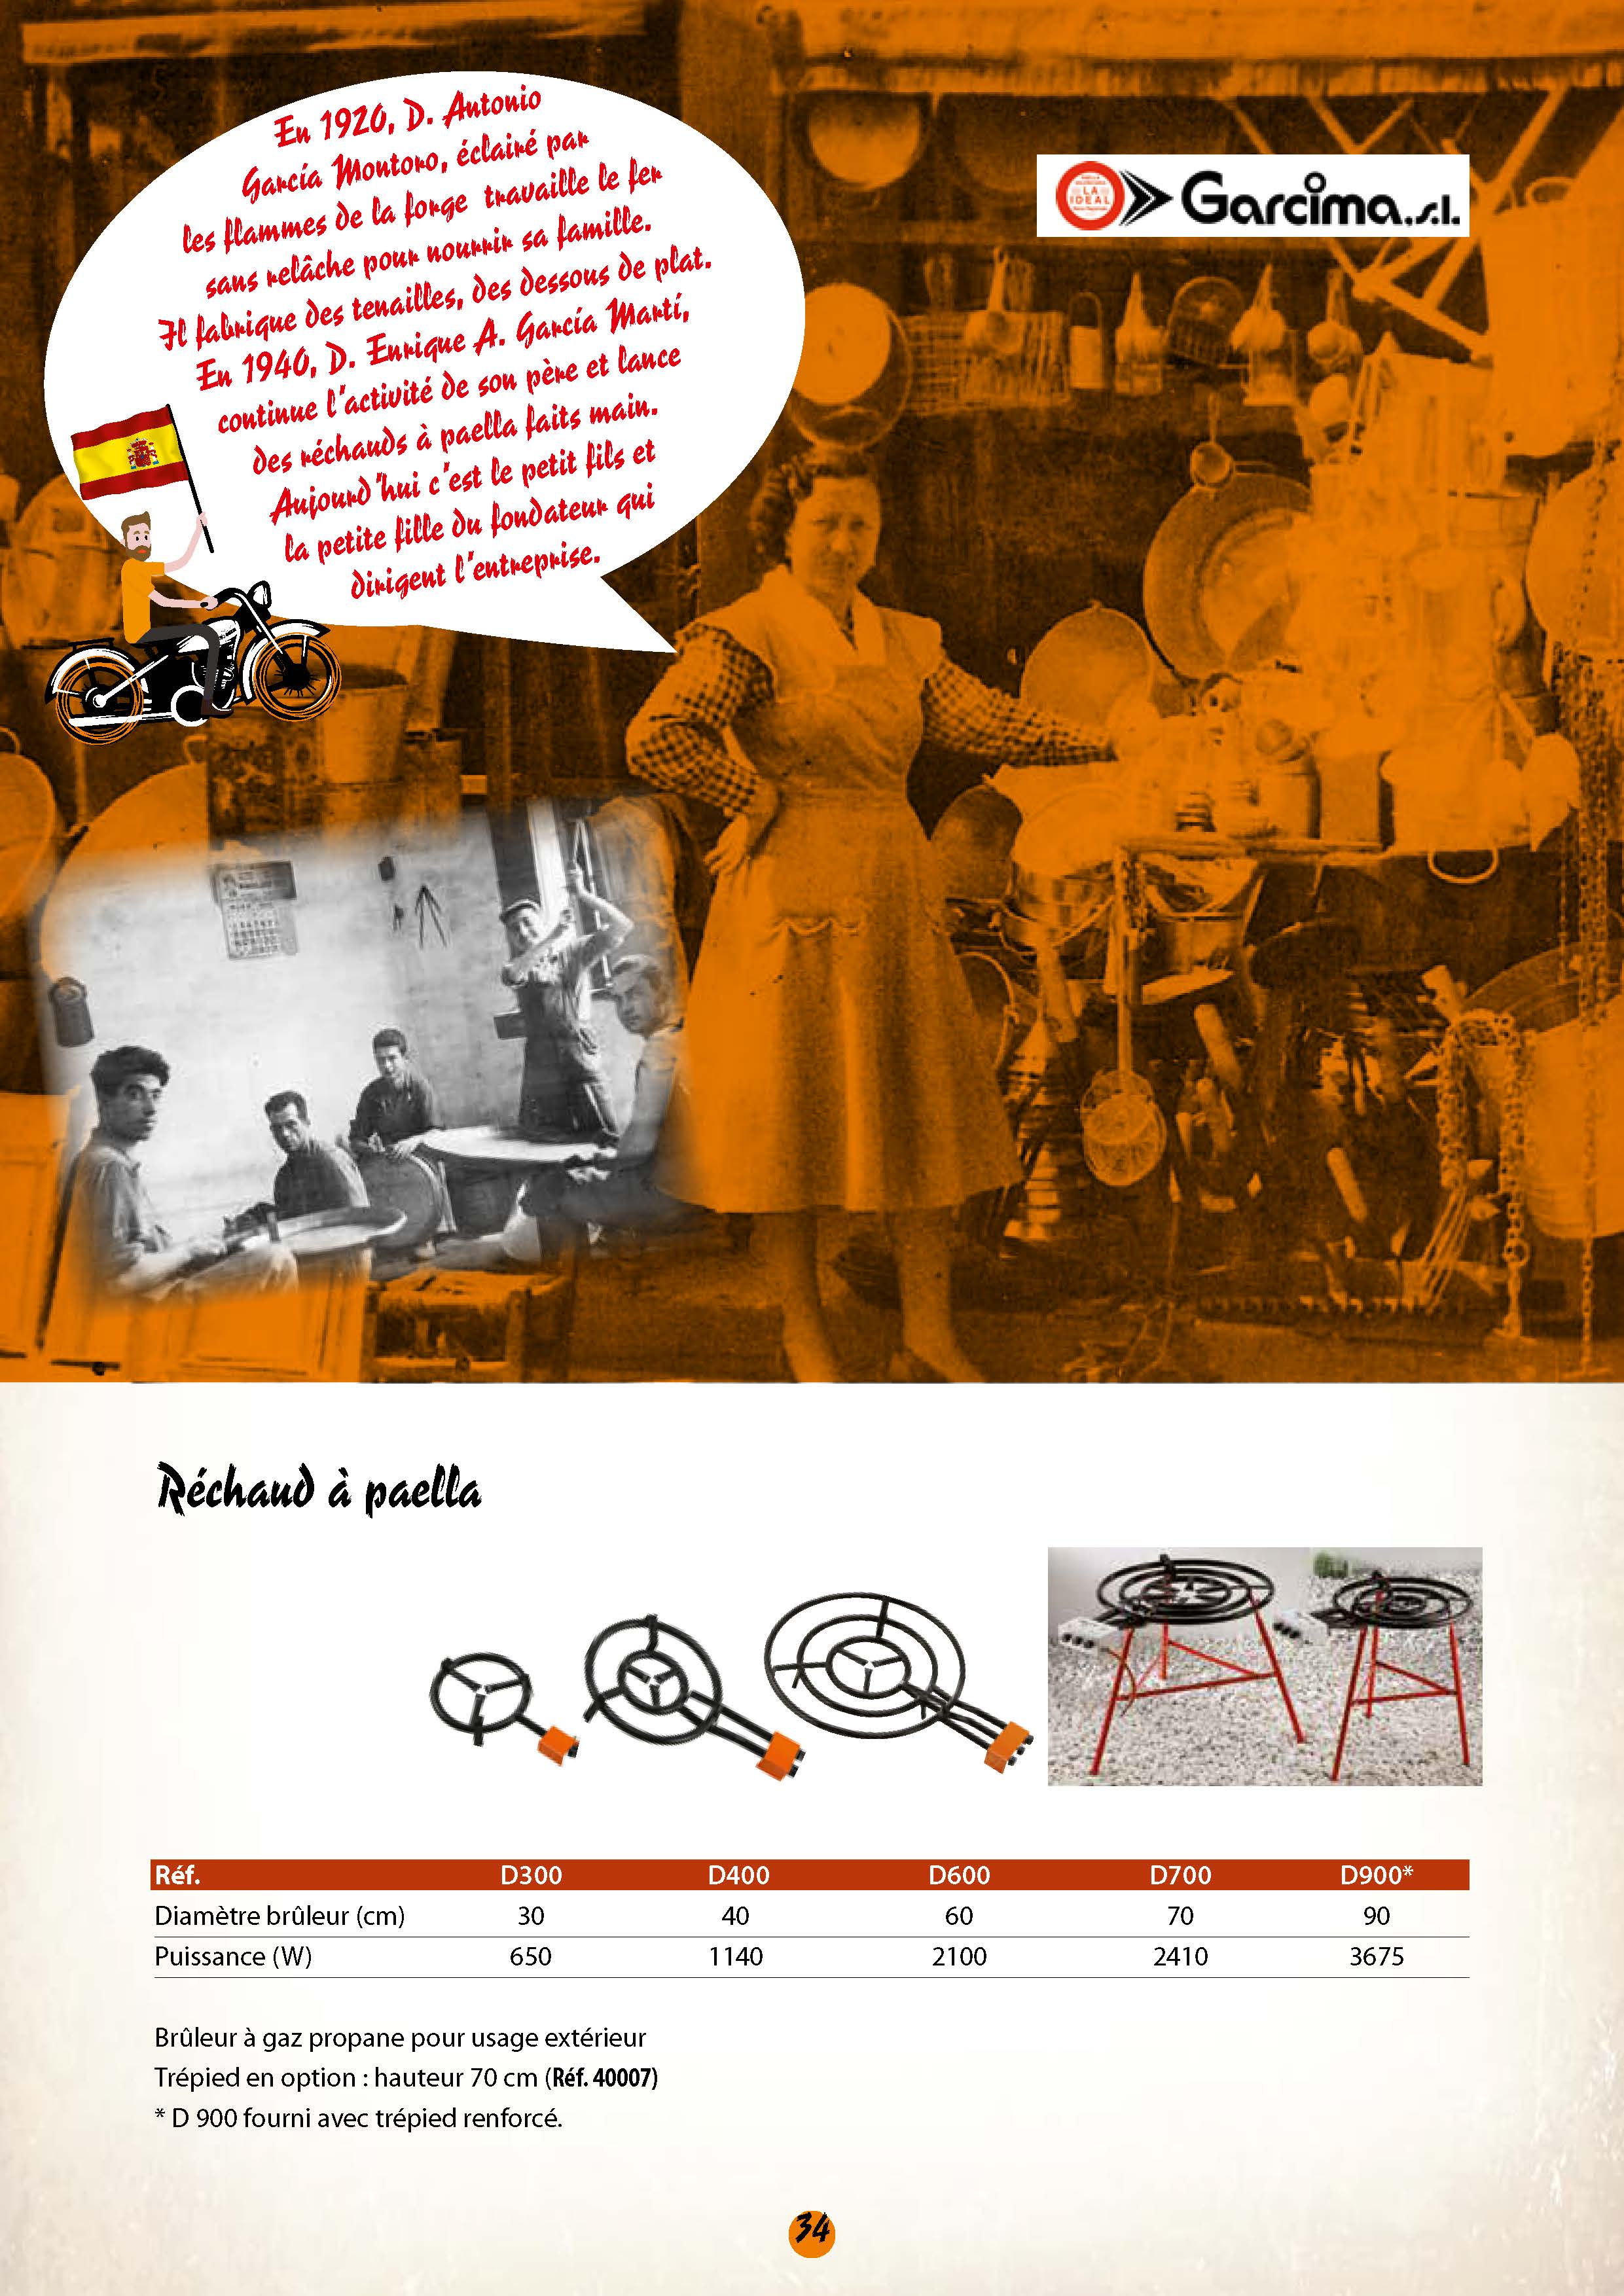 En 1920, D. Antonio
García Montoro, éclairé par
les flammes de la forge travaille le fer
sans relâche pour nourrir sa famille.
Il fabrique des tenailles, des dessous de plat.
En 1940, D. Enrique A. García Martí,
continue l'activité de son père et lance
des réchauds à paella faits main.
Aujourd'hui c'est le petit fils et
la petite fille du fondateur qui
dirigent l'entreprise.
LA
IDEAL
Garcima,s.l.
Réchaud à paella
Réf. D300 D400 D600 D700 D900*
Diamètre brûleur (cm) 30 40 60 70 90
Puissance (W) 650 1140 2100 2410 3675
Brûleur à gaz propane pour usage extérieur
Trépied en option : hauteur 70 cm (Réf. 40007)
* D 900 fourni avec trépied renforcé.
34